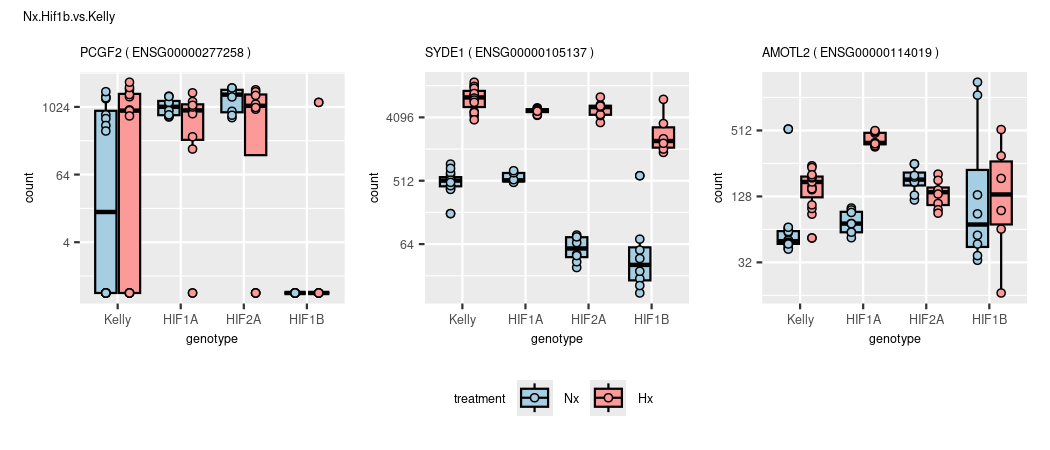 Nx.Hif1b.vs.Kelly
PCGF2 ( ENSG00000277258 )
SYDE1 ( ENSG00000105137 )
AMOTL2 ( ENSG00000114019 )
count
1024
64
4
Kelly
HIF1A
HIF2A
HIF1B
genotype
count
4096
512
64
Kelly
HIF1A
HIF2A
HIF1B
genotype
count
512
128
32
Kelly
HIF1A
HIF2A
HIF1B
genotype
treatment
Nx
Hx